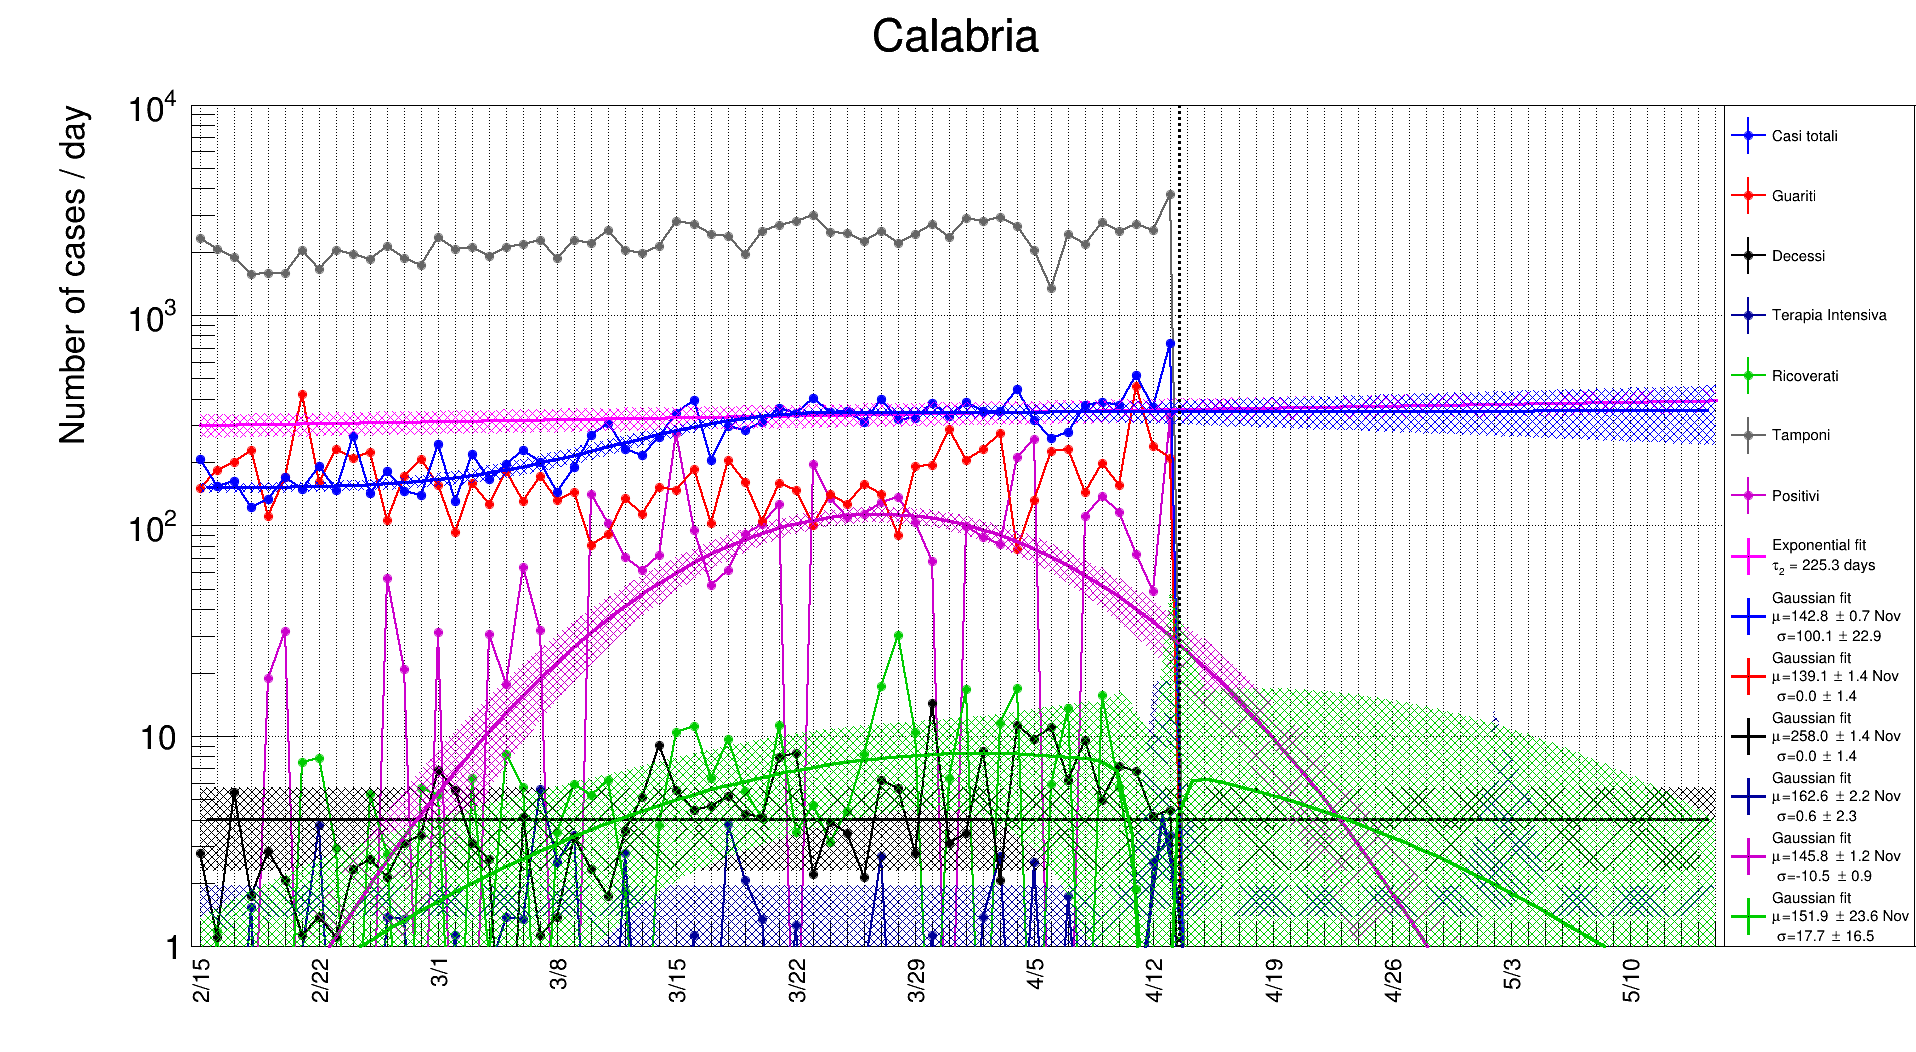 Calabria
Number of cases / day
10⁴
10³
10²
10
1
2/15
2/22
3/1
3/8
3/15
3/22
3/29
4/5
4/12
4/19
4/26
5/3
5/10
Casi totali
Guariti
Decessi
Terapia Intensiva
Ricoverati
Tamponi
Positivi
Exponential fit
τ₂ = 225.3 days
Gaussian fit
μ=142.8 ± 0.7 Nov
σ=100.1 ± 22.9
Gaussian fit
μ=139.1 ± 1.4 Nov
σ=0.0 ± 1.4
Gaussian fit
μ=258.0 ± 1.4 Nov
σ=0.0 ± 1.4
Gaussian fit
μ=162.6 ± 2.2 Nov
σ=0.6 ± 2.3
Gaussian fit
μ=145.8 ± 1.2 Nov
σ=-10.5 ± 0.9
Gaussian fit
μ=151.9 ± 23.6 Nov
σ=17.7 ± 16.5